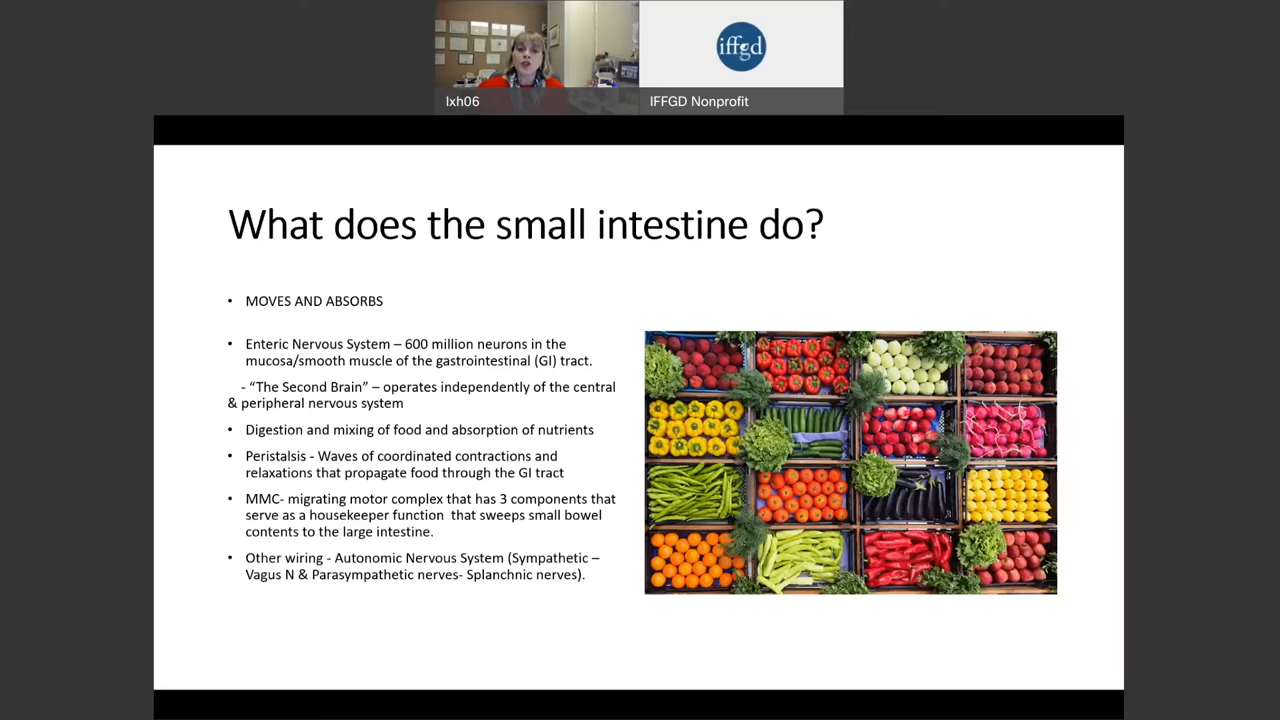 iffgd
lxh06
IFFGD Nonprofit
What does the small intestine do?
• MOVES AND ABSORBS
• Enteric Nervous System – 600 million neurons in the
mucosa/smooth muscle of the gastrointestinal (GI) tract.
- “The Second Brain” – operates independently of the central
& peripheral nervous system
• Digestion and mixing of food and absorption of nutrients
• Peristalsis - Waves of coordinated contractions and
relaxations that propagate food through the GI tract
• MMC- migrating motor complex that has 3 components that
serve as a housekeeper function  that sweeps small bowel
contents to the large intestine.
• Other wiring - Autonomic Nervous System (Sympathetic –
Vagus N & Parasympathetic nerves- Splanchnic nerves).